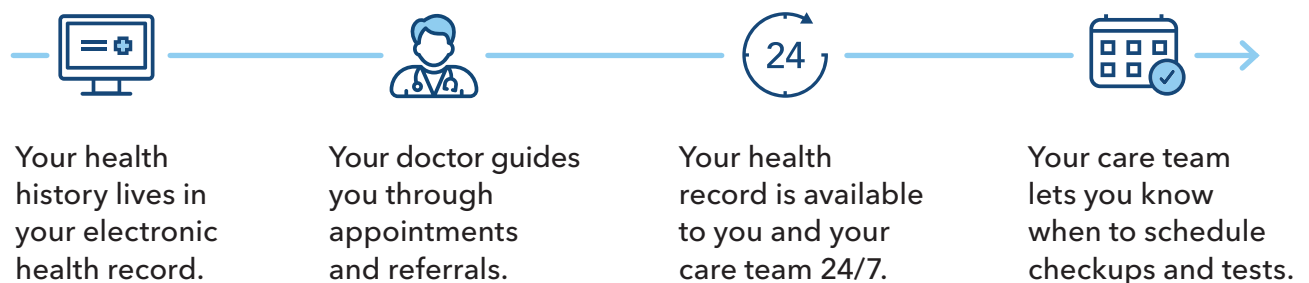 24
Your health
history lives in
your electronic
health record.
Your doctor guides
you through
appointments
and referrals.
Your health
record is available
to you and your
care team 24/7.
Your care team
lets you know
when to schedule
checkups and tests.